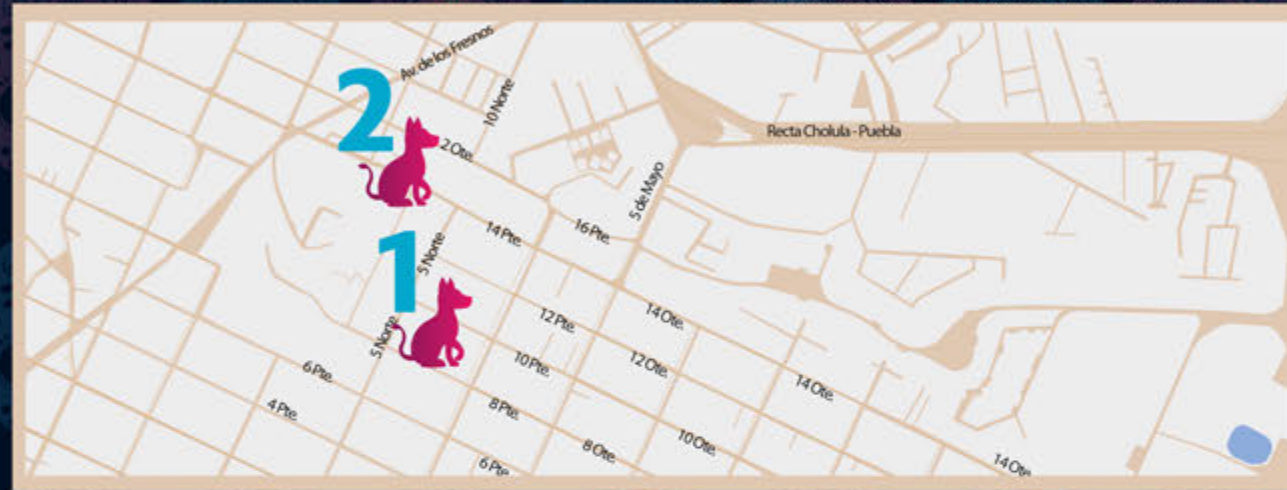 Av. de los Fresnos
2
10 Norte
Recta Cholula - Puebla
2 Ote.
5 de Mayo
16 Pte.
14 Pte.
1
5 Norte
14 Ote.
12 Pte.
5 Norte
10 Pte.
12 Ote.
6 Pte.
14 Ote.
4 Pte.
8 Pte.
10 Ote.
8 Ote.
6 Pte.
14 Ote.